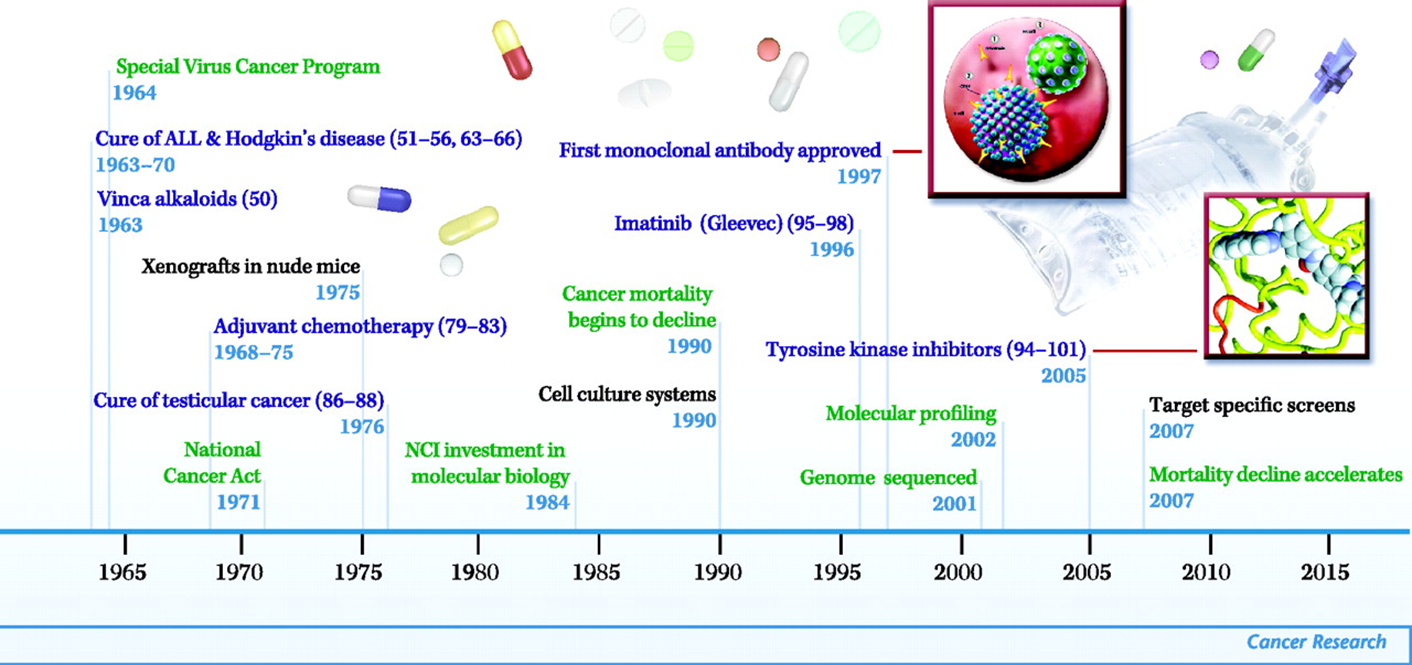 Special Virus Cancer Program
1964
Cure of ALL & Hodgkin's disease (51–56, 63–66)
1963–70
Vinca alkaloids (50)
1963
Xenografts in nude mice
1975
Adjuvant chemotherapy (79–83)
1968–75
Cure of testicular cancer (86–88)
1976
National
Cancer Act
1971
NCI investment in
molecular biology
1984
First monoclonal antibody approved
1997
Imatinib (Gleevec) (95–98)
1996
Cancer mortality
begins to decline
1990
Cell culture systems
1990
Tyrosine kinase inhibitors (94–101)
2005
Molecular profiling
2002
Genome sequenced
2001
Target specific screens
2007
Mortality decline accelerates
2007
1965 1970 1975 1980 1985 1990 1995 2000 2005 2010 2015
Cancer Research